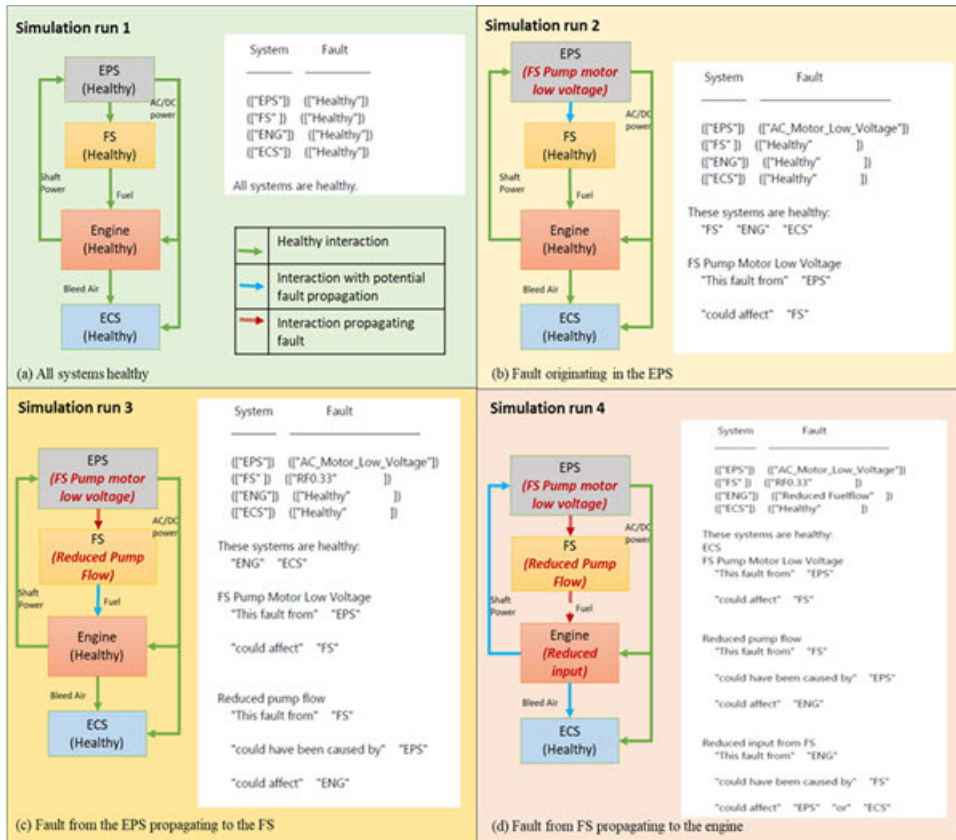 Simulation run 1
EPS
(Healthy)
AC/DC
power
FS
(Healthy)
Shaft
Power
Fuel
Engine
(Healthy)
Bleed Air
ECS
(Healthy)
System Fault
(["EPS"]) (["Healthy"])
(["FS" ]) (["Healthy"])
(["ENG"]) (["Healthy"])
(["ECS"]) (["Healthy"])
All systems are healthy.
Healthy interaction
Interaction with potential
fault propagation
Interaction propagating
fault
(a) All systems healthy
Simulation run 2
EPS
(FS Pump motor
low voltage)
AC/DC
power
FS
(Healthy)
Shaft
Power
Fuel
Engine
(Healthy)
Bleed Air
ECS
(Healthy)
System Fault
(["EPS"]) (["AC_Motor_Low_Voltage"])
(["FS" ]) (["Healthy" ])
(["ENG"]) (["Healthy" ])
(["ECS"]) (["Healthy" ])
These systems are healthy:
"FS" "ENG" "ECS"
FS Pump Motor Low Voltage
"This fault from" "EPS"
"could affect" "FS"
(b) Fault originating in the EPS
Simulation run 3
EPS
(FS Pump motor
low voltage)
AC/DC
power
FS
(Reduced Pump
Flow)
Shaft
Power
Fuel
Engine
(Healthy)
Bleed Air
ECS
(Healthy)
System Fault
(["EPS"]) (["AC_Motor_Low_Voltage"])
(["FS" ]) (["RF0.33" ])
(["ENG"]) (["Healthy" ])
(["ECS"]) (["Healthy" ])
These systems are healthy:
"ENG" "ECS"
FS Pump Motor Low Voltage
"This fault from" "EPS"
"could affect" "FS"
Reduced pump flow
"This fault from" "FS"
"could have been caused by" "EPS"
"could affect" "ENG"
(c) Fault from the EPS propagating to the FS
Simulation run 4
EPS
(FS Pump motor
low voltage)
AC/DC
power
FS
(Reduced Pump
Flow)
Shaft
Power
Fuel
Engine
(Reduced
input)
Bleed Air
ECS
(Healthy)
System Fault
(["EPS"]) (["AC_Motor_Low_Voltage"])
(["FS" ]) (["RF0.33" ])
(["ENG"]) (["Reduced Fuelflow" ])
(["ECS"]) (["Healthy" ])
These systems are healthy:
ECS
FS Pump Motor Low Voltage
"This fault from" "EPS"
"could affect" "FS"
Reduced pump flow
"This fault from" "FS"
"could have been caused by" "EPS"
"could affect" "ENG"
Reduced input from FS
"This fault from" "ENG"
"could have been caused by" "FS"
"could affect" "EPS" "or" "ECS"
(d) Fault from FS propagating to the engine